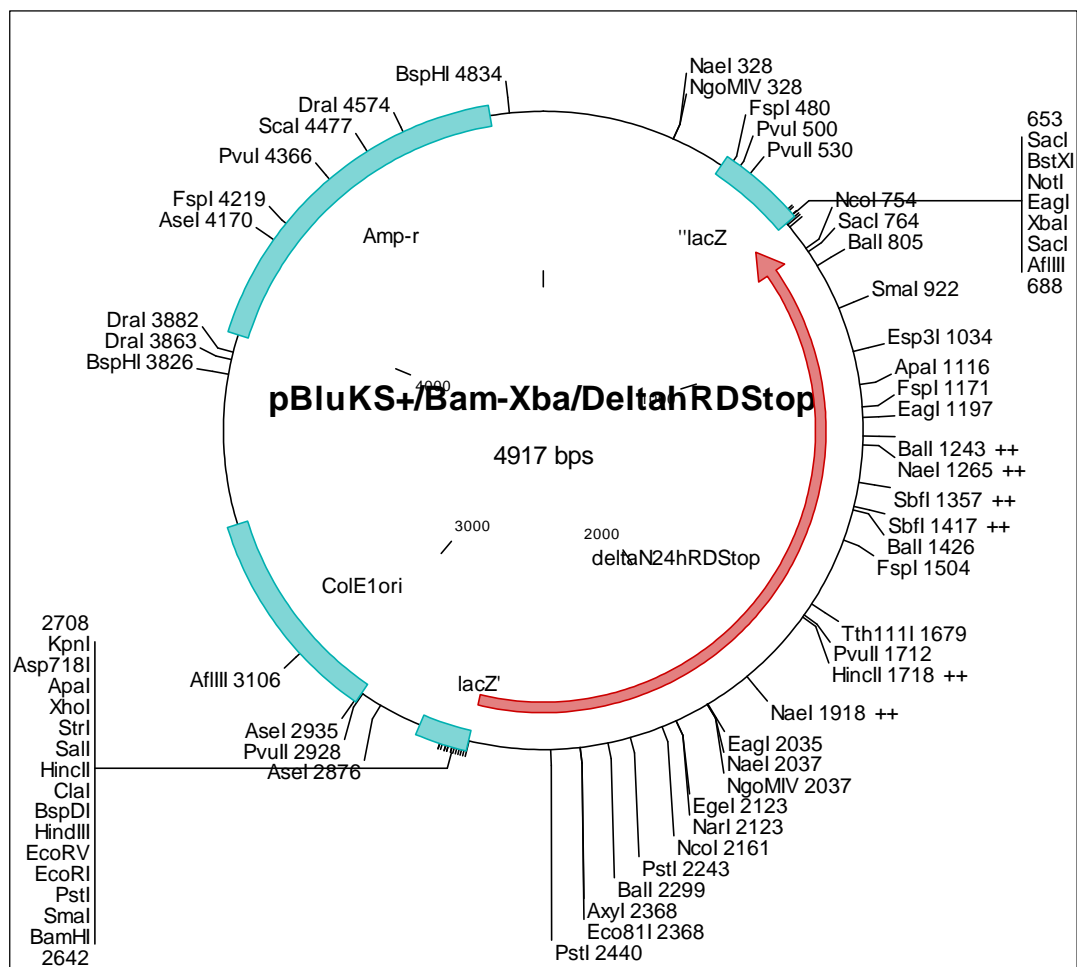 BspHI 4834
DraI 4574
ScaI 4477
PvuI 4366
FspI 4219
AseI 4170
Amp-r
DraI 3882
DraI 3863
BspHI 3826
NaeI 328
NgoMIV 328
FspI 480
PvuI 500
PvuII 530
"lacZ
653
SacI
BstXI
NotI
EagI
XbaI
SacI
AflIII
688
NcoI 754
SacI 764
BalI 805
SmaI 922
Esp3I 1034
ApaI 1116
FspI 1171
EagI 1197
BalI 1243 ++
NaeI 1265 ++
SbfI 1357 ++
SbfI 1417 ++
BalI 1426
FspI 1504
Tth111I 1679
PvuII 1712
HincII 1718 ++
NaeI 1918 ++
EagI 2035
NaeI 2037
NgoMIV 2037
EgeI 2123
NarI 2123
NcoI 2161
PstI 2243
BalI 2299
AxyI 2368
Eco81I 2368
PstI 2440
4000
1000
pBluKS+/Bam-Xba/DeltahRDStop
4917 bps
3000
2000
deltaN24hRDStop
ColE1ori
lacZ'
AflIII 3106
AseI 2935
PvuII 2928
AseI 2876
2708
KpnI
Asp718I
ApaI
XhoI
StrI
SalI
HincII
ClaI
BspDI
HindIII
EcoRV
EcoRI
PstI
SmaI
BamHI
2642